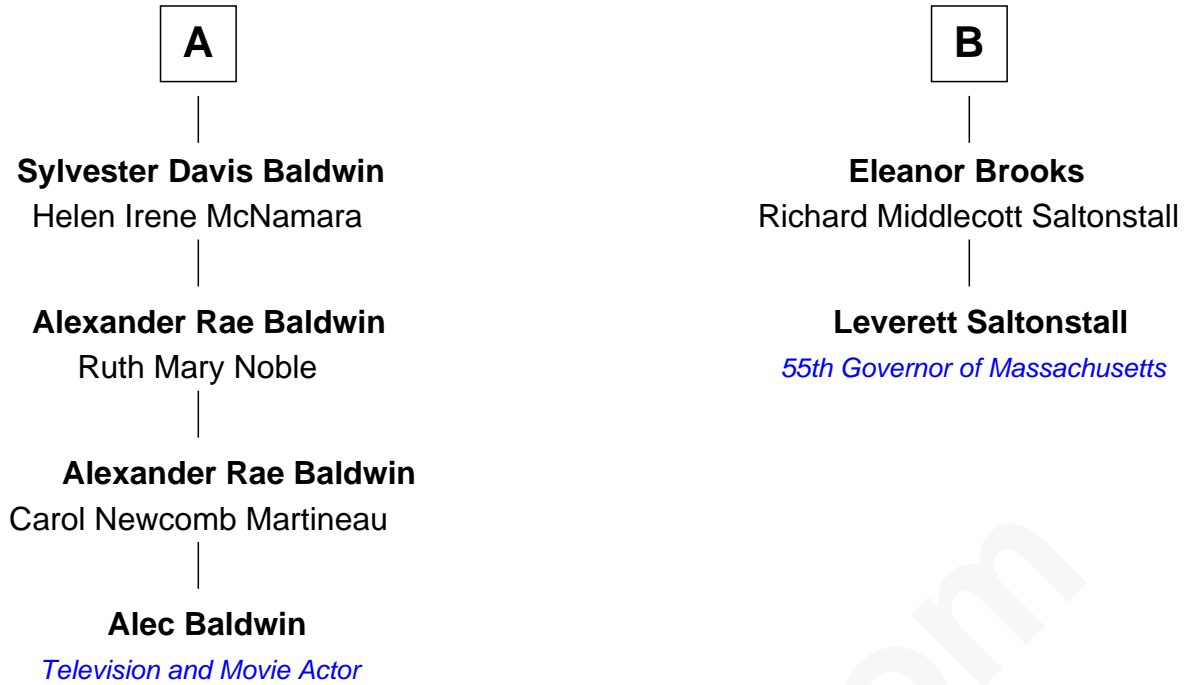 A
Sylvester Davis Baldwin
Helen Irene McNamara
Alexander Rae Baldwin
Ruth Mary Noble
Alexander Rae Baldwin
Carol Newcomb Martineau
Alec Baldwin
Television and Movie Actor
B
Eleanor Brooks
Richard Middlecott Saltonstall
Leverett Saltonstall
55th Governor of Massachusetts
om